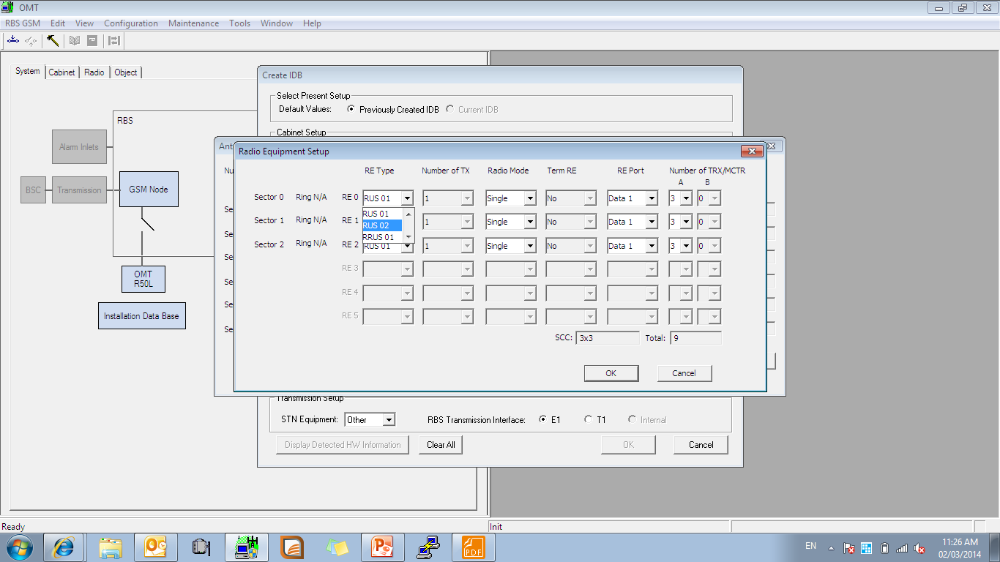 OMT
RBS GSM Edit View Configuration Maintenance Tools Window Help
System Cabinet Radio Object
Create IDB
Select Present Setup
Default Values: Previously Created IDB Current IDB
Cabinet Setup
RBS
Alarm Inlets
BSC Transmission GSM Node
OMT
R50L
Installation Data Base
Ant
Nu
Se
Se
Se
Se
Se
Se
Radio Equipment Setup
RE Type Number of TX Radio Mode Term RE RE Port Number of TRX/MCTR
A B
Sector 0 Ring N/A RE 0 RUS 01 1 Single No Data 1 3 0
RUS 01
Sector 1 Ring N/A RE 1 RUS 02 1 Single No Data 1 3 0
RRUS 01
Sector 2 Ring N/A RE 2 RUS 01 1 Single No Data 1 3 0
RE 3
RE 4
RE 5
SCC: 3x3 Total: 9
OK Cancel
Transmission Setup
STN Equipment: Other RBS Transmission Interface: E1 T1 Internal
Display Detected HW Information Clear All OK Cancel
Ready Init
EN 11:26 AM
02/03/2014
PDF